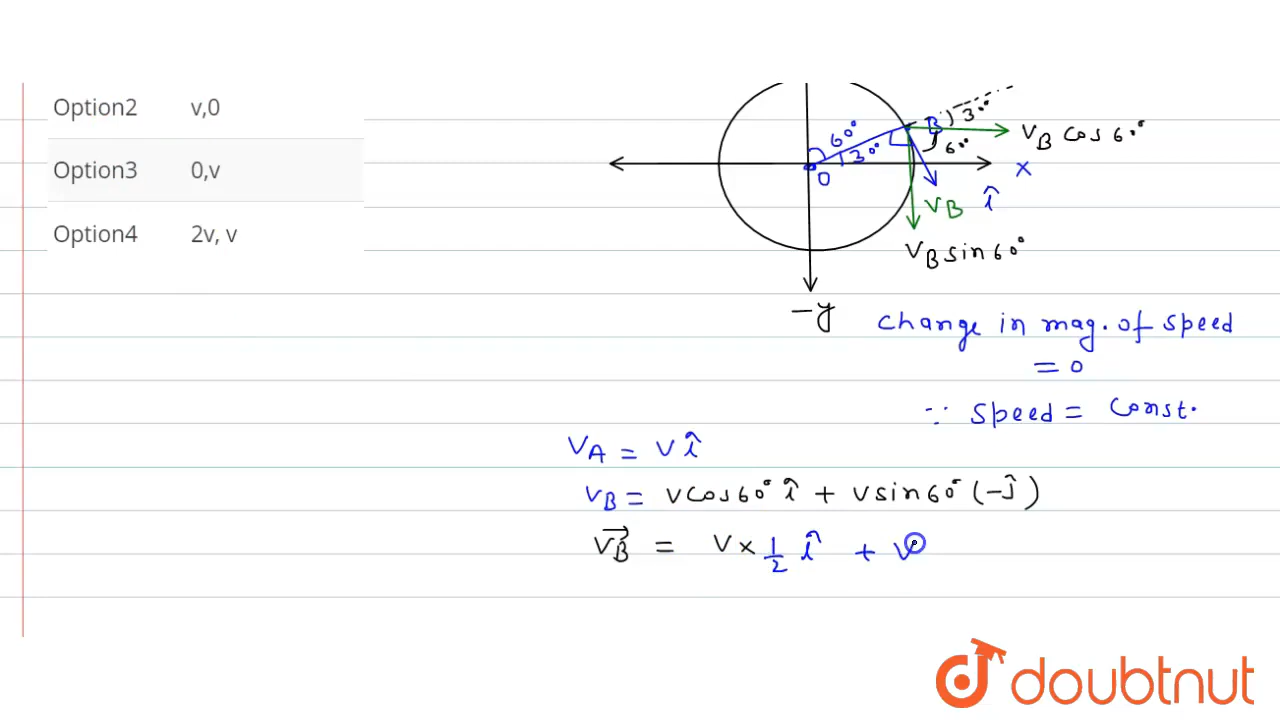 Option2 v,0
Option3 0,v
Option4 2v, v
60°
30°
O
B
) 30°
60°
V_B cos 60°
X
V_B î
V_B sin 60°
-y
change in mag. of speed
= 0
∵ speed = const.
V_A = V î
V_B = V cos 60° î + V sin 60° (-ĵ)
V⃗_B = V × 1/2 î + V
doubtnut